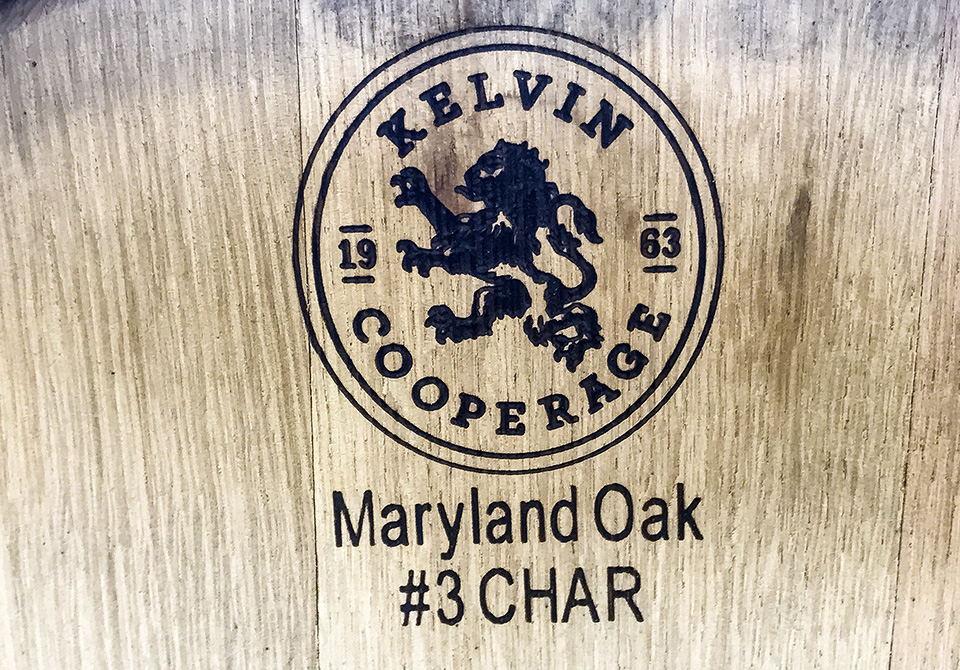 KELVIN
19 63
COOPERAGE
Maryland Oak
#3 CHAR